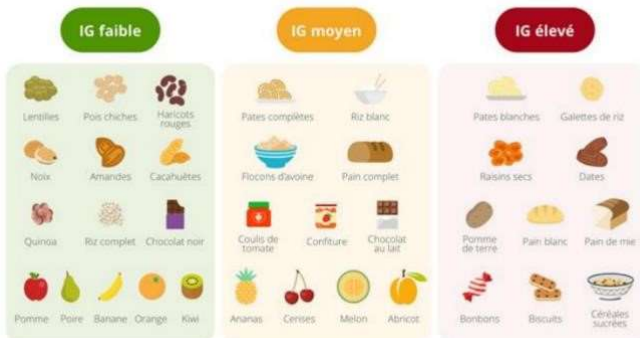 IG faible
IG moyen
IG élevé
Lentilles
Pois chiches
Haricots
rouges
Noix
Amandes
Cacahuètes
Quinoa
Riz complet
Chocolat noir
Pomme
Poire
Banane
Orange
Kiwi
Pates complètes
Riz blanc
Flocons d'avoine
Pain complet
Coulis de
tomate
Confiture
Chocolat
au lait
Ananas
Cerises
Melon
Abricot
Pates blanches
Galettes de riz
Raisins secs
Dates
Pomme
de terre
Pain blanc
Pain de mie
Bonbons
Biscuits
Céréales
sucrées